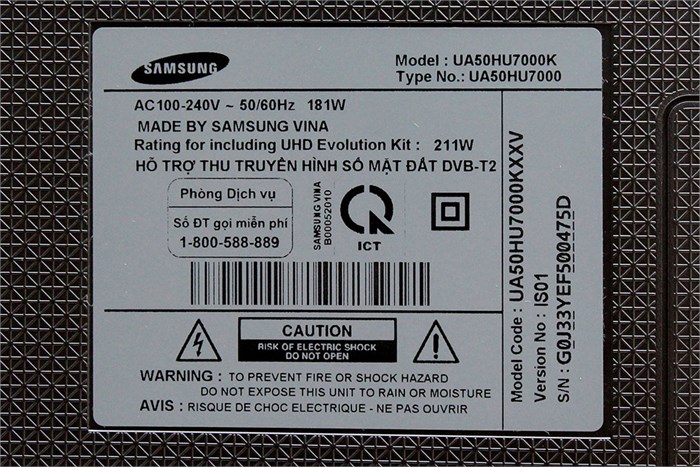 SAMSUNG
Model : UA50HU7000K
Type No.: UA50HU7000
AC100-240V ~ 50/60Hz 181W
MADE BY SAMSUNG VINA
Rating for including UHD Evolution Kit : 211W
HỖ TRỢ THU TRUYỀN HÌNH SỐ MẶT ĐẤT DVB-T2
Phòng Dịch vụ
Số ĐT gọi miễn phí
1-800-588-889
SAMSUNG VINA
B00052010
ICT
CAUTION
RISK OF ELECTRIC SHOCK
DO NOT OPEN
WARNING : TO PREVENT FIRE OR SHOCK HAZARD
DO NOT EXPOSE THIS UNIT TO RAIN OR MOISTURE
AVIS : RISQUE DE CHOC ELECTRIQUE - NE PAS OUVRIR
Model Code : UA50HU7000KXXV
Version No : IS01
S/N : G0J33YEF500475D